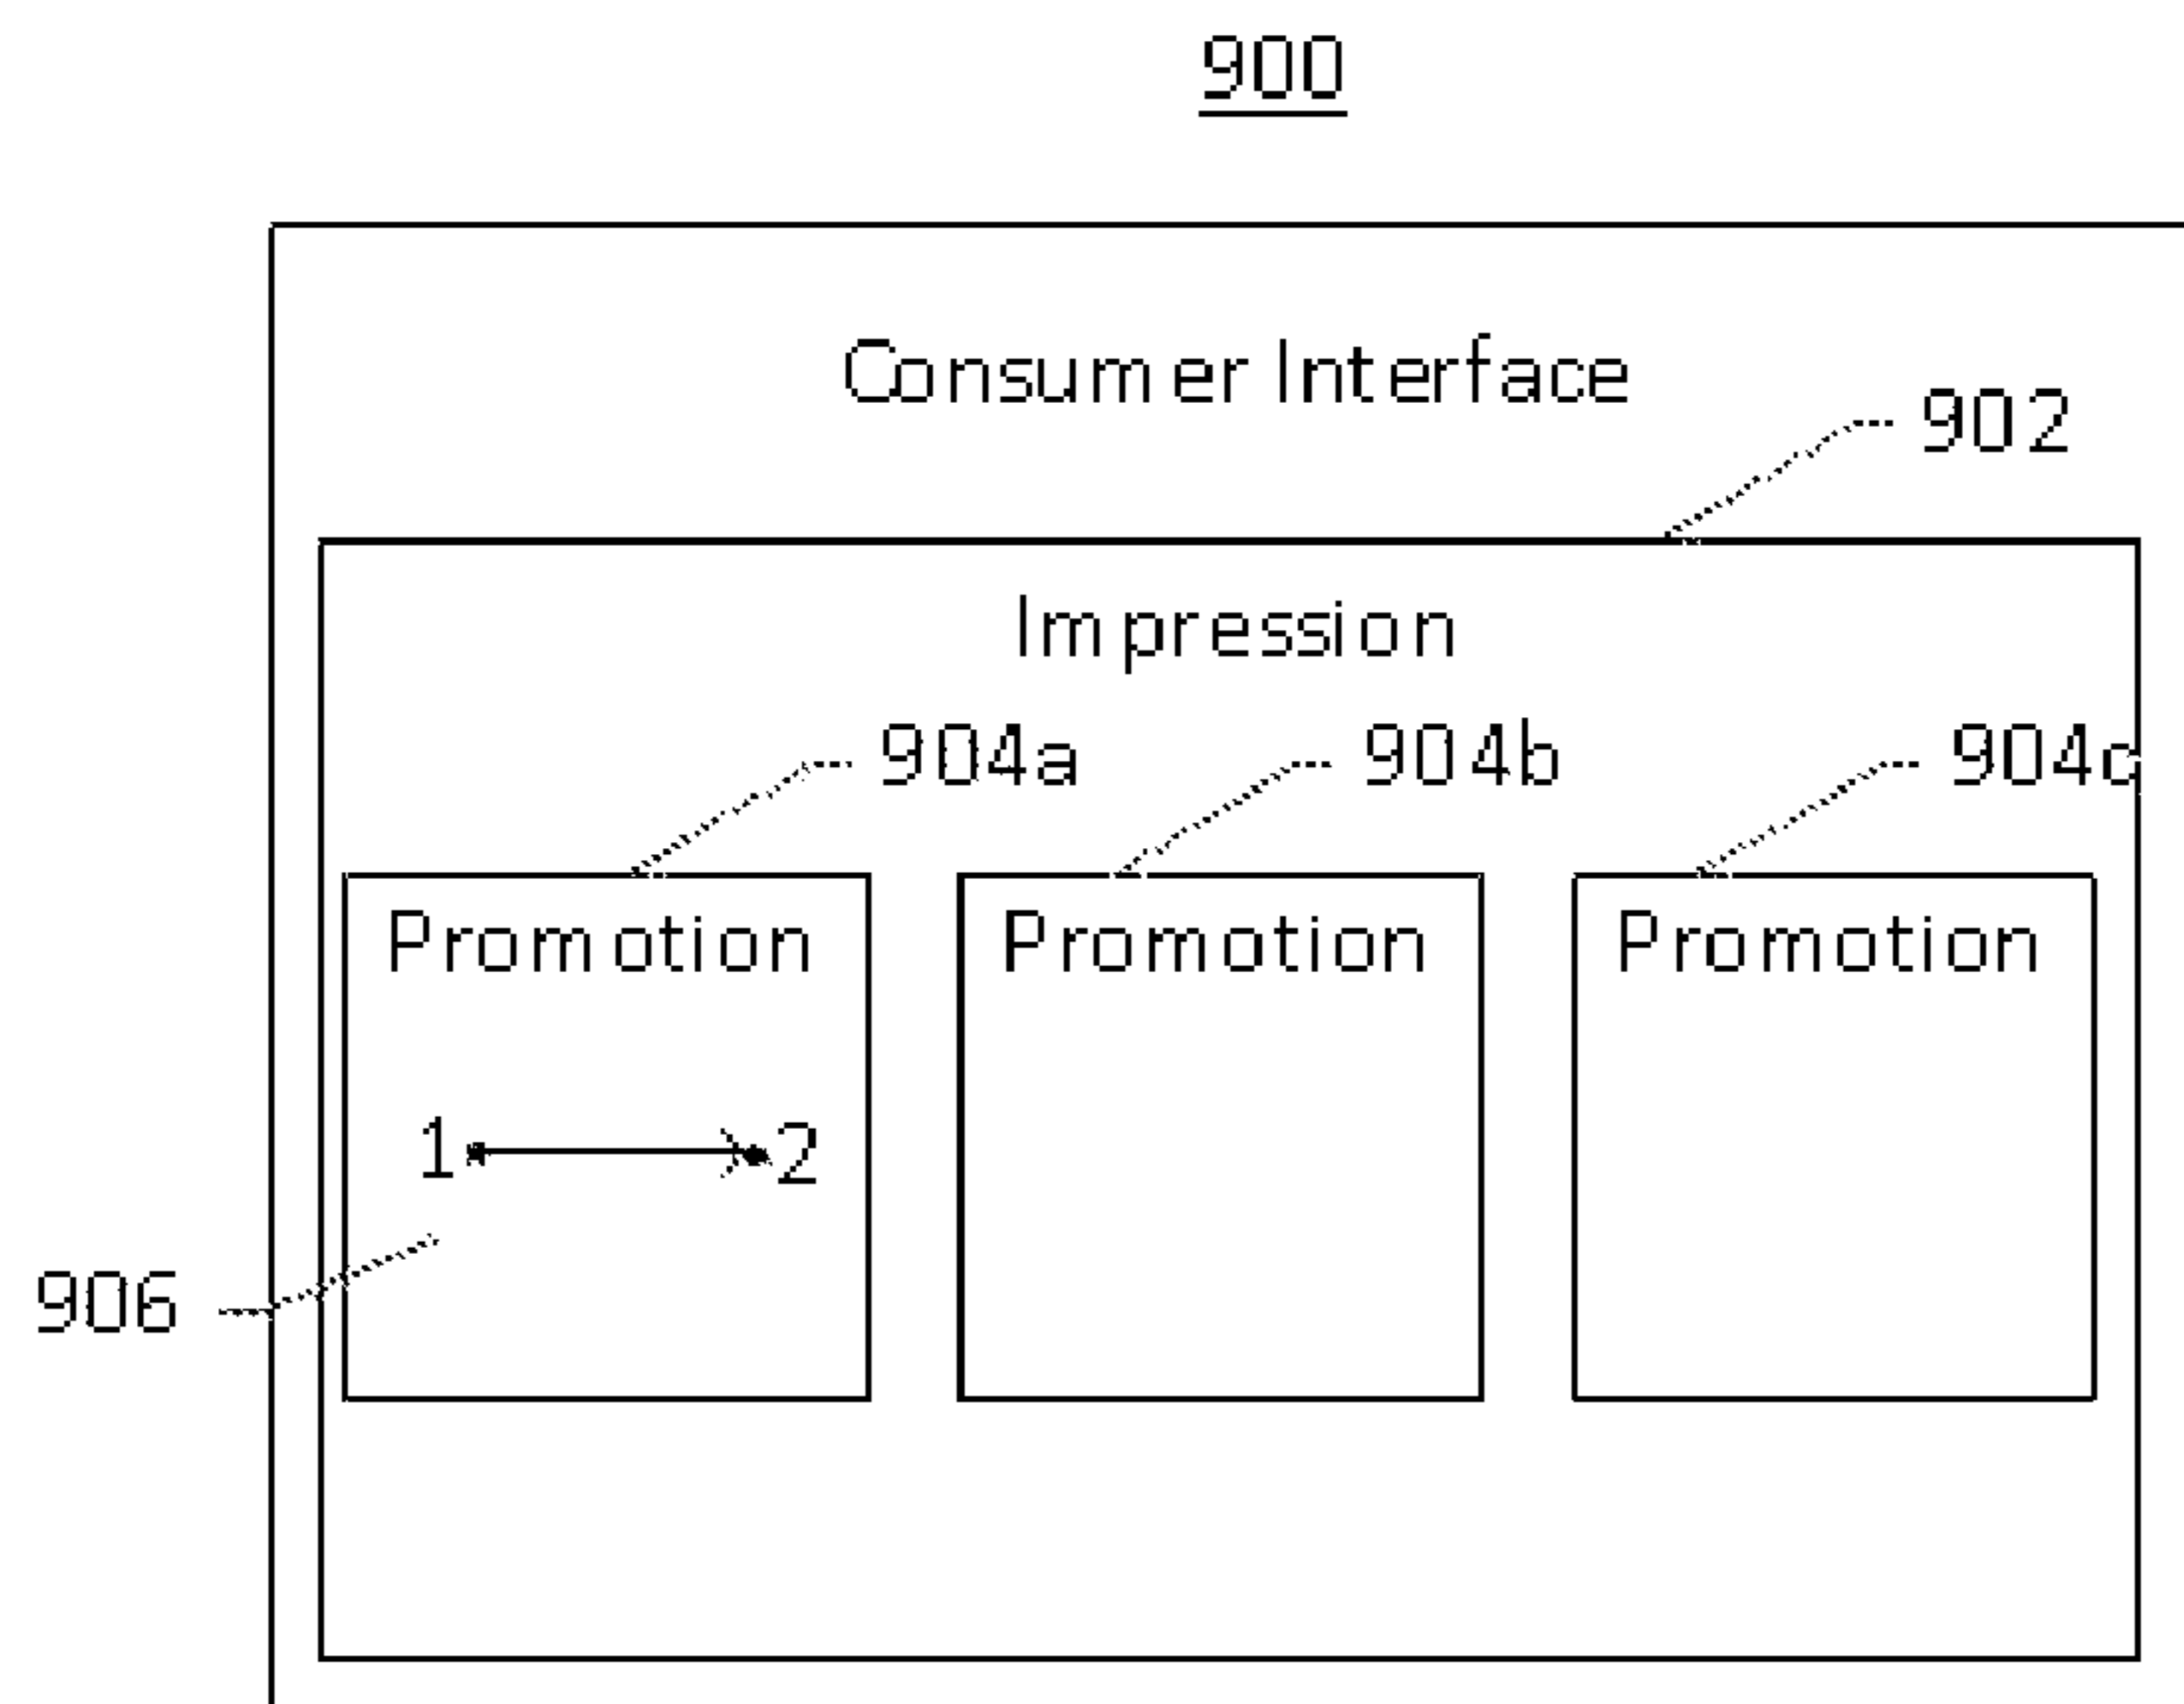 900
Consumer Interface
902
Impression
904a 904b 904c
Promotion Promotion Promotion
1 2
906